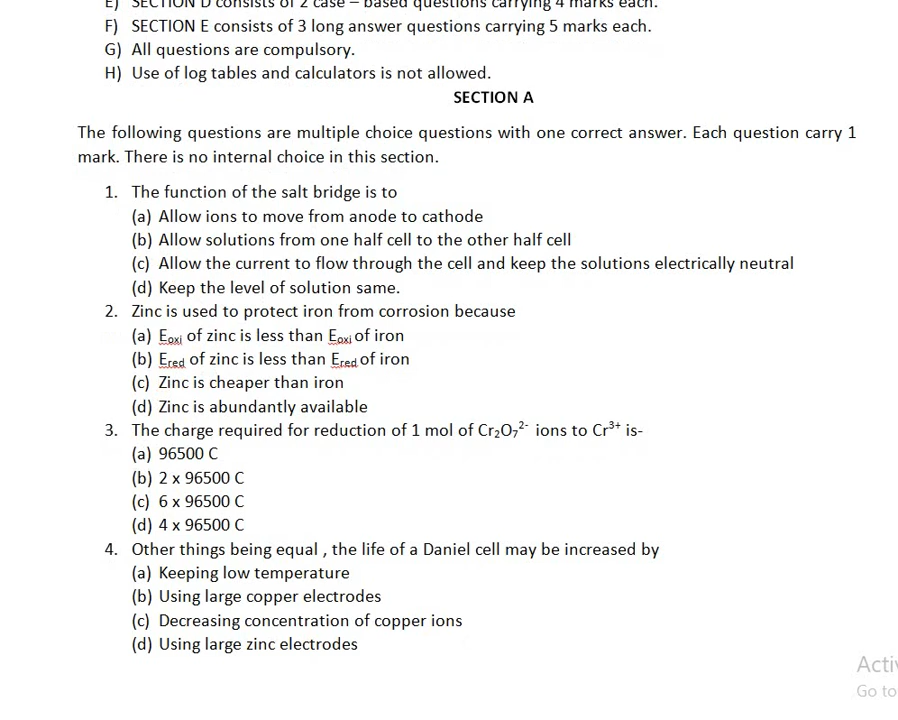 E) SECTION D consists of 2 case – based questions carrying 4 marks each.
F) SECTION E consists of 3 long answer questions carrying 5 marks each.
G) All questions are compulsory.
H) Use of log tables and calculators is not allowed.
SECTION A
The following questions are multiple choice questions with one correct answer. Each question carry 1
mark. There is no internal choice in this section.
1. The function of the salt bridge is to
(a) Allow ions to move from anode to cathode
(b) Allow solutions from one half cell to the other half cell
(c) Allow the current to flow through the cell and keep the solutions electrically neutral
(d) Keep the level of solution same.
2. Zinc is used to protect iron from corrosion because
(a) Eₒₓᵢ of zinc is less than Eₒₓᵢ of iron
(b) Ered of zinc is less than Ered of iron
(c) Zinc is cheaper than iron
(d) Zinc is abundantly available
3. The charge required for reduction of 1 mol of Cr₂O₇²⁻ ions to Cr³⁺ is-
(a) 96500 C
(b) 2 x 96500 C
(c) 6 x 96500 C
(d) 4 x 96500 C
4. Other things being equal , the life of a Daniel cell may be increased by
(a) Keeping low temperature
(b) Using large copper electrodes
(c) Decreasing concentration of copper ions
(d) Using large zinc electrodes
Activ
Go to